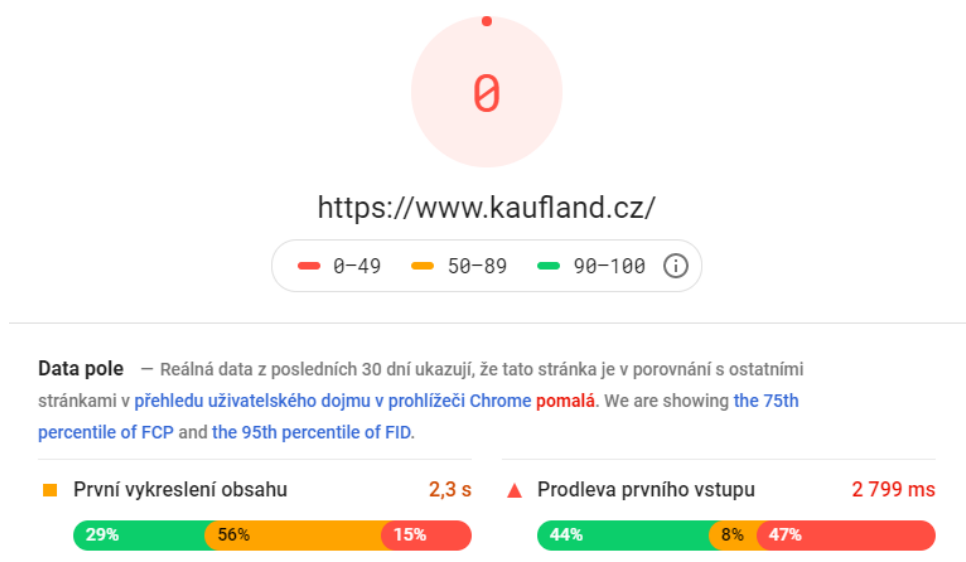 0
https://www.kaufland.cz/
0–49 50–89 90–100
Data pole — Reálná data z posledních 30 dní ukazují, že tato stránka je v porovnání s ostatními
stránkami v přehledu uživatelského dojmu v prohlížeči Chrome pomalá. We are showing the 75th
percentile of FCP and the 95th percentile of FID.
První vykreslení obsahu 2,3 s
29% 56% 15%
Prodleva prvního vstupu 2 799 ms
44% 8% 47%